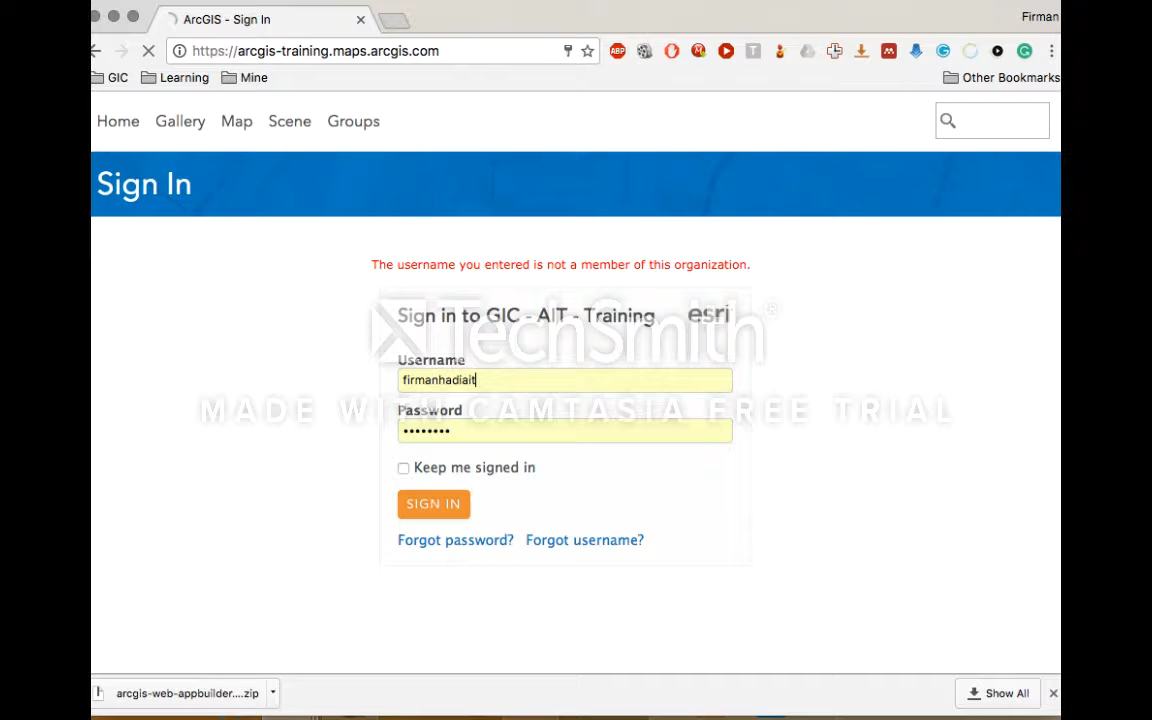 ArcGIS - Sign In
Firman
https://arcgis-training.maps.arcgis.com
GIC Learning Mine Other Bookmarks
Home Gallery Map Scene Groups
Sign In
The username you entered is not a member of this organization.
Sign in to GIC - AIT - Training esri
TechSmith®
Username
firmanhadiait
MADE WITH CAMTASIA FREE TRIAL
Password
••••••••
Keep me signed in
SIGN IN
Forgot password? Forgot username?
arcgis-web-appbuilder....zip Show All